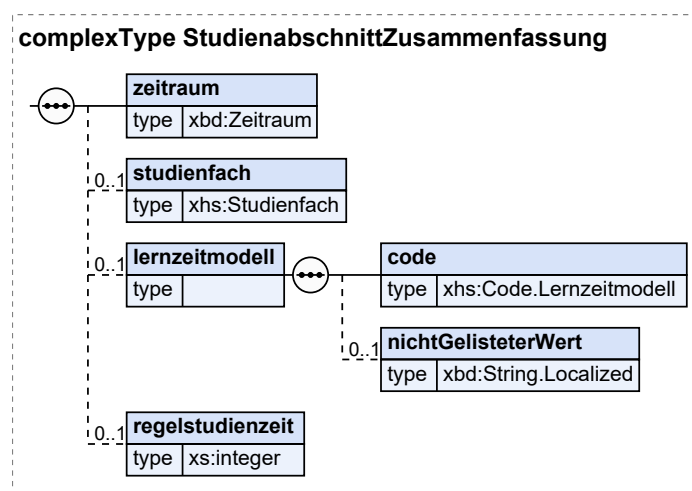 complexType StudienabschnittZusammenfassung
zeitraum
type xbd:Zeitraum
0..1
studienfach
type xhs:Studienfach
0..1
lernzeitmodell
type
code
type xhs:Code.Lernzeitmodell
0..1
nichtGelisteterWert
type xbd:String.Localized
0..1
regelstudienzeit
type xs:integer